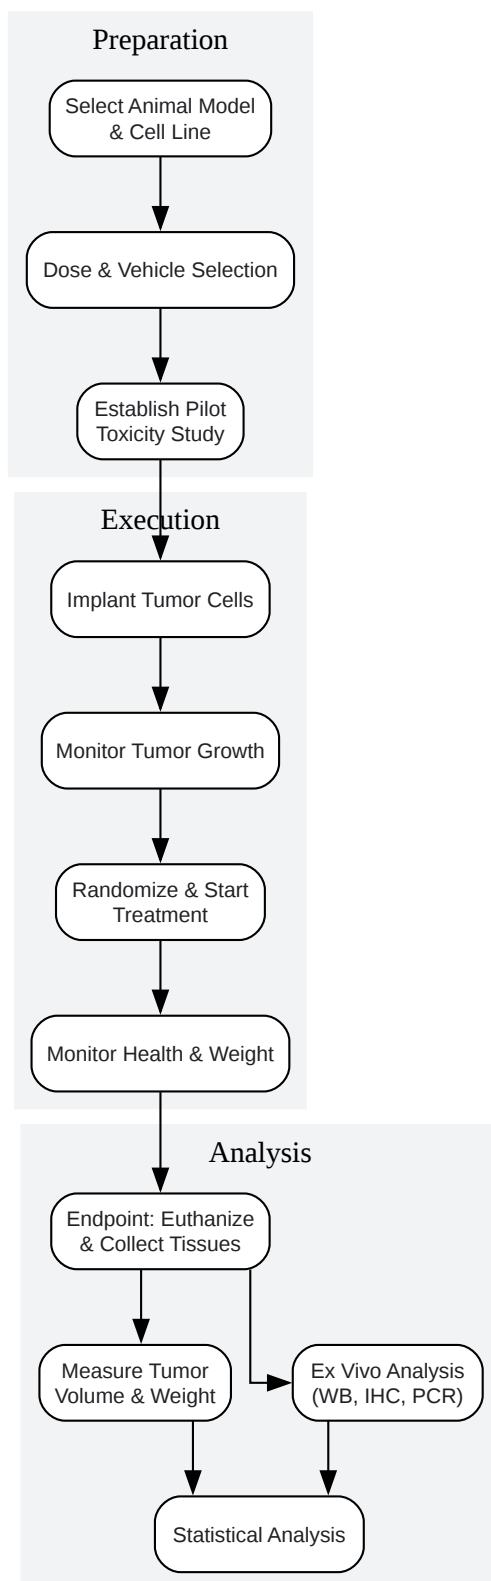 Preparation
Select Animal Model
& Cell Line
Dose & Vehicle Selection
Establish Pilot
Toxicity Study
Execution
Implant Tumor Cells
Monitor Tumor Growth
Randomize & Start
Treatment
Monitor Health & Weight
Analysis
Endpoint: Euthanize
& Collect Tissues
Measure Tumor
Volume & Weight
Ex Vivo Analysis
(WB, IHC, PCR)
Statistical Analysis